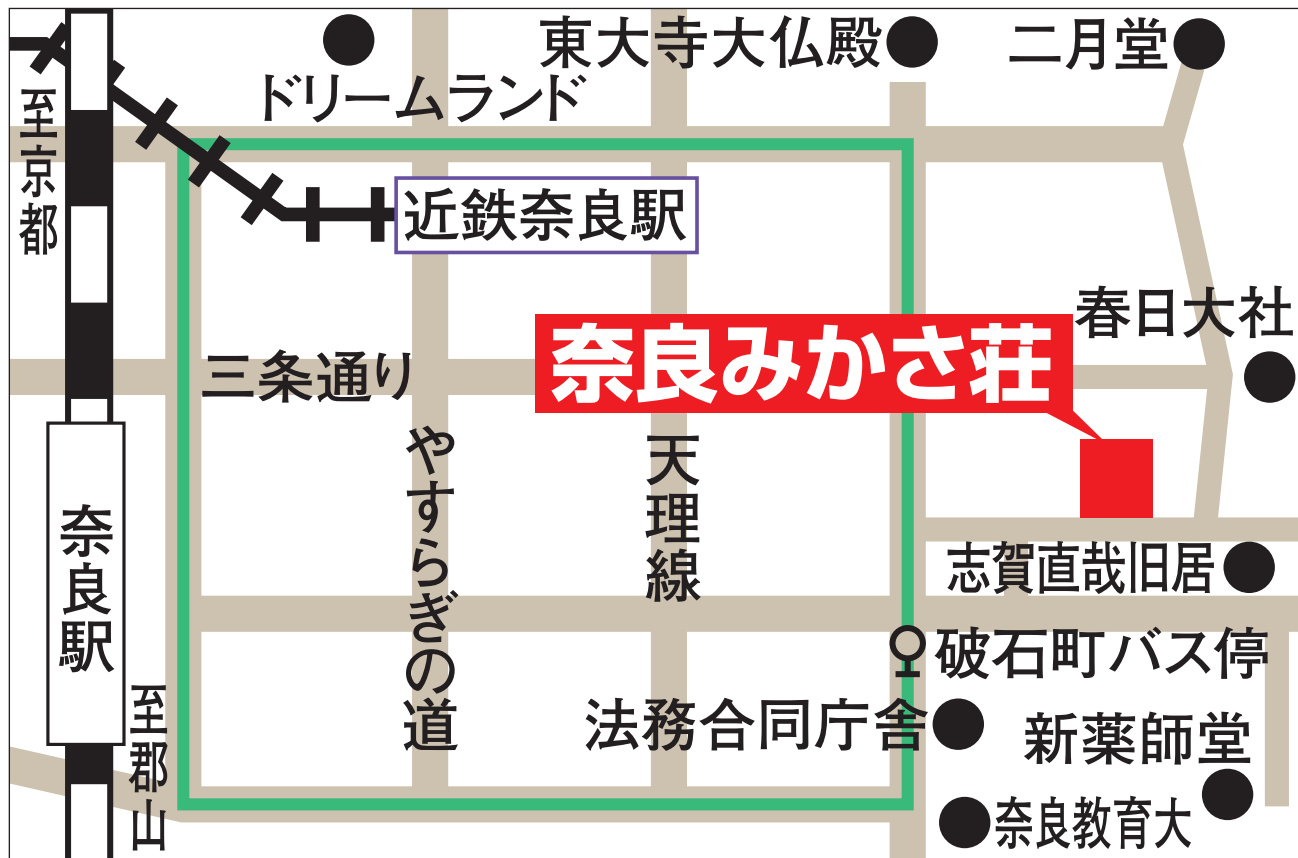 東大寺大仏殿
二月堂
ドリームランド
至京都
近鉄奈良駅
春日大社
奈良みかさ荘
三条通り
やすらぎの道
天理線
奈良駅
志賀直哉旧居
破石町バス停
至郡山
法務合同庁舎
新薬師堂
奈良教育大